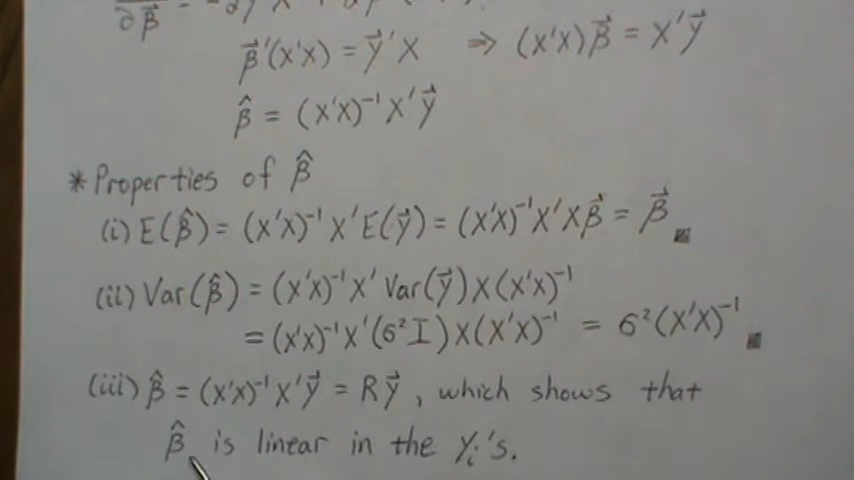 ∂β⃗
β⃗'(X'X) = y⃗'X ⇒ (X'X)β⃗ = X'y⃗
β̂ = (X'X)⁻¹X'y⃗
* Properties of β̂
(i) E(β̂) = (X'X)⁻¹X'E(y⃗) = (X'X)⁻¹X'Xβ⃗ = β⃗ ■
(ii) Var(β̂) = (X'X)⁻¹X'Var(y⃗)X(X'X)⁻¹
= (X'X)⁻¹X'(σ²I)X(X'X)⁻¹ = σ²(X'X)⁻¹ ■
(iii) β̂ = (X'X)⁻¹X'y⃗ = Ry⃗, which shows that
β̂ is linear in the Yᵢ's.